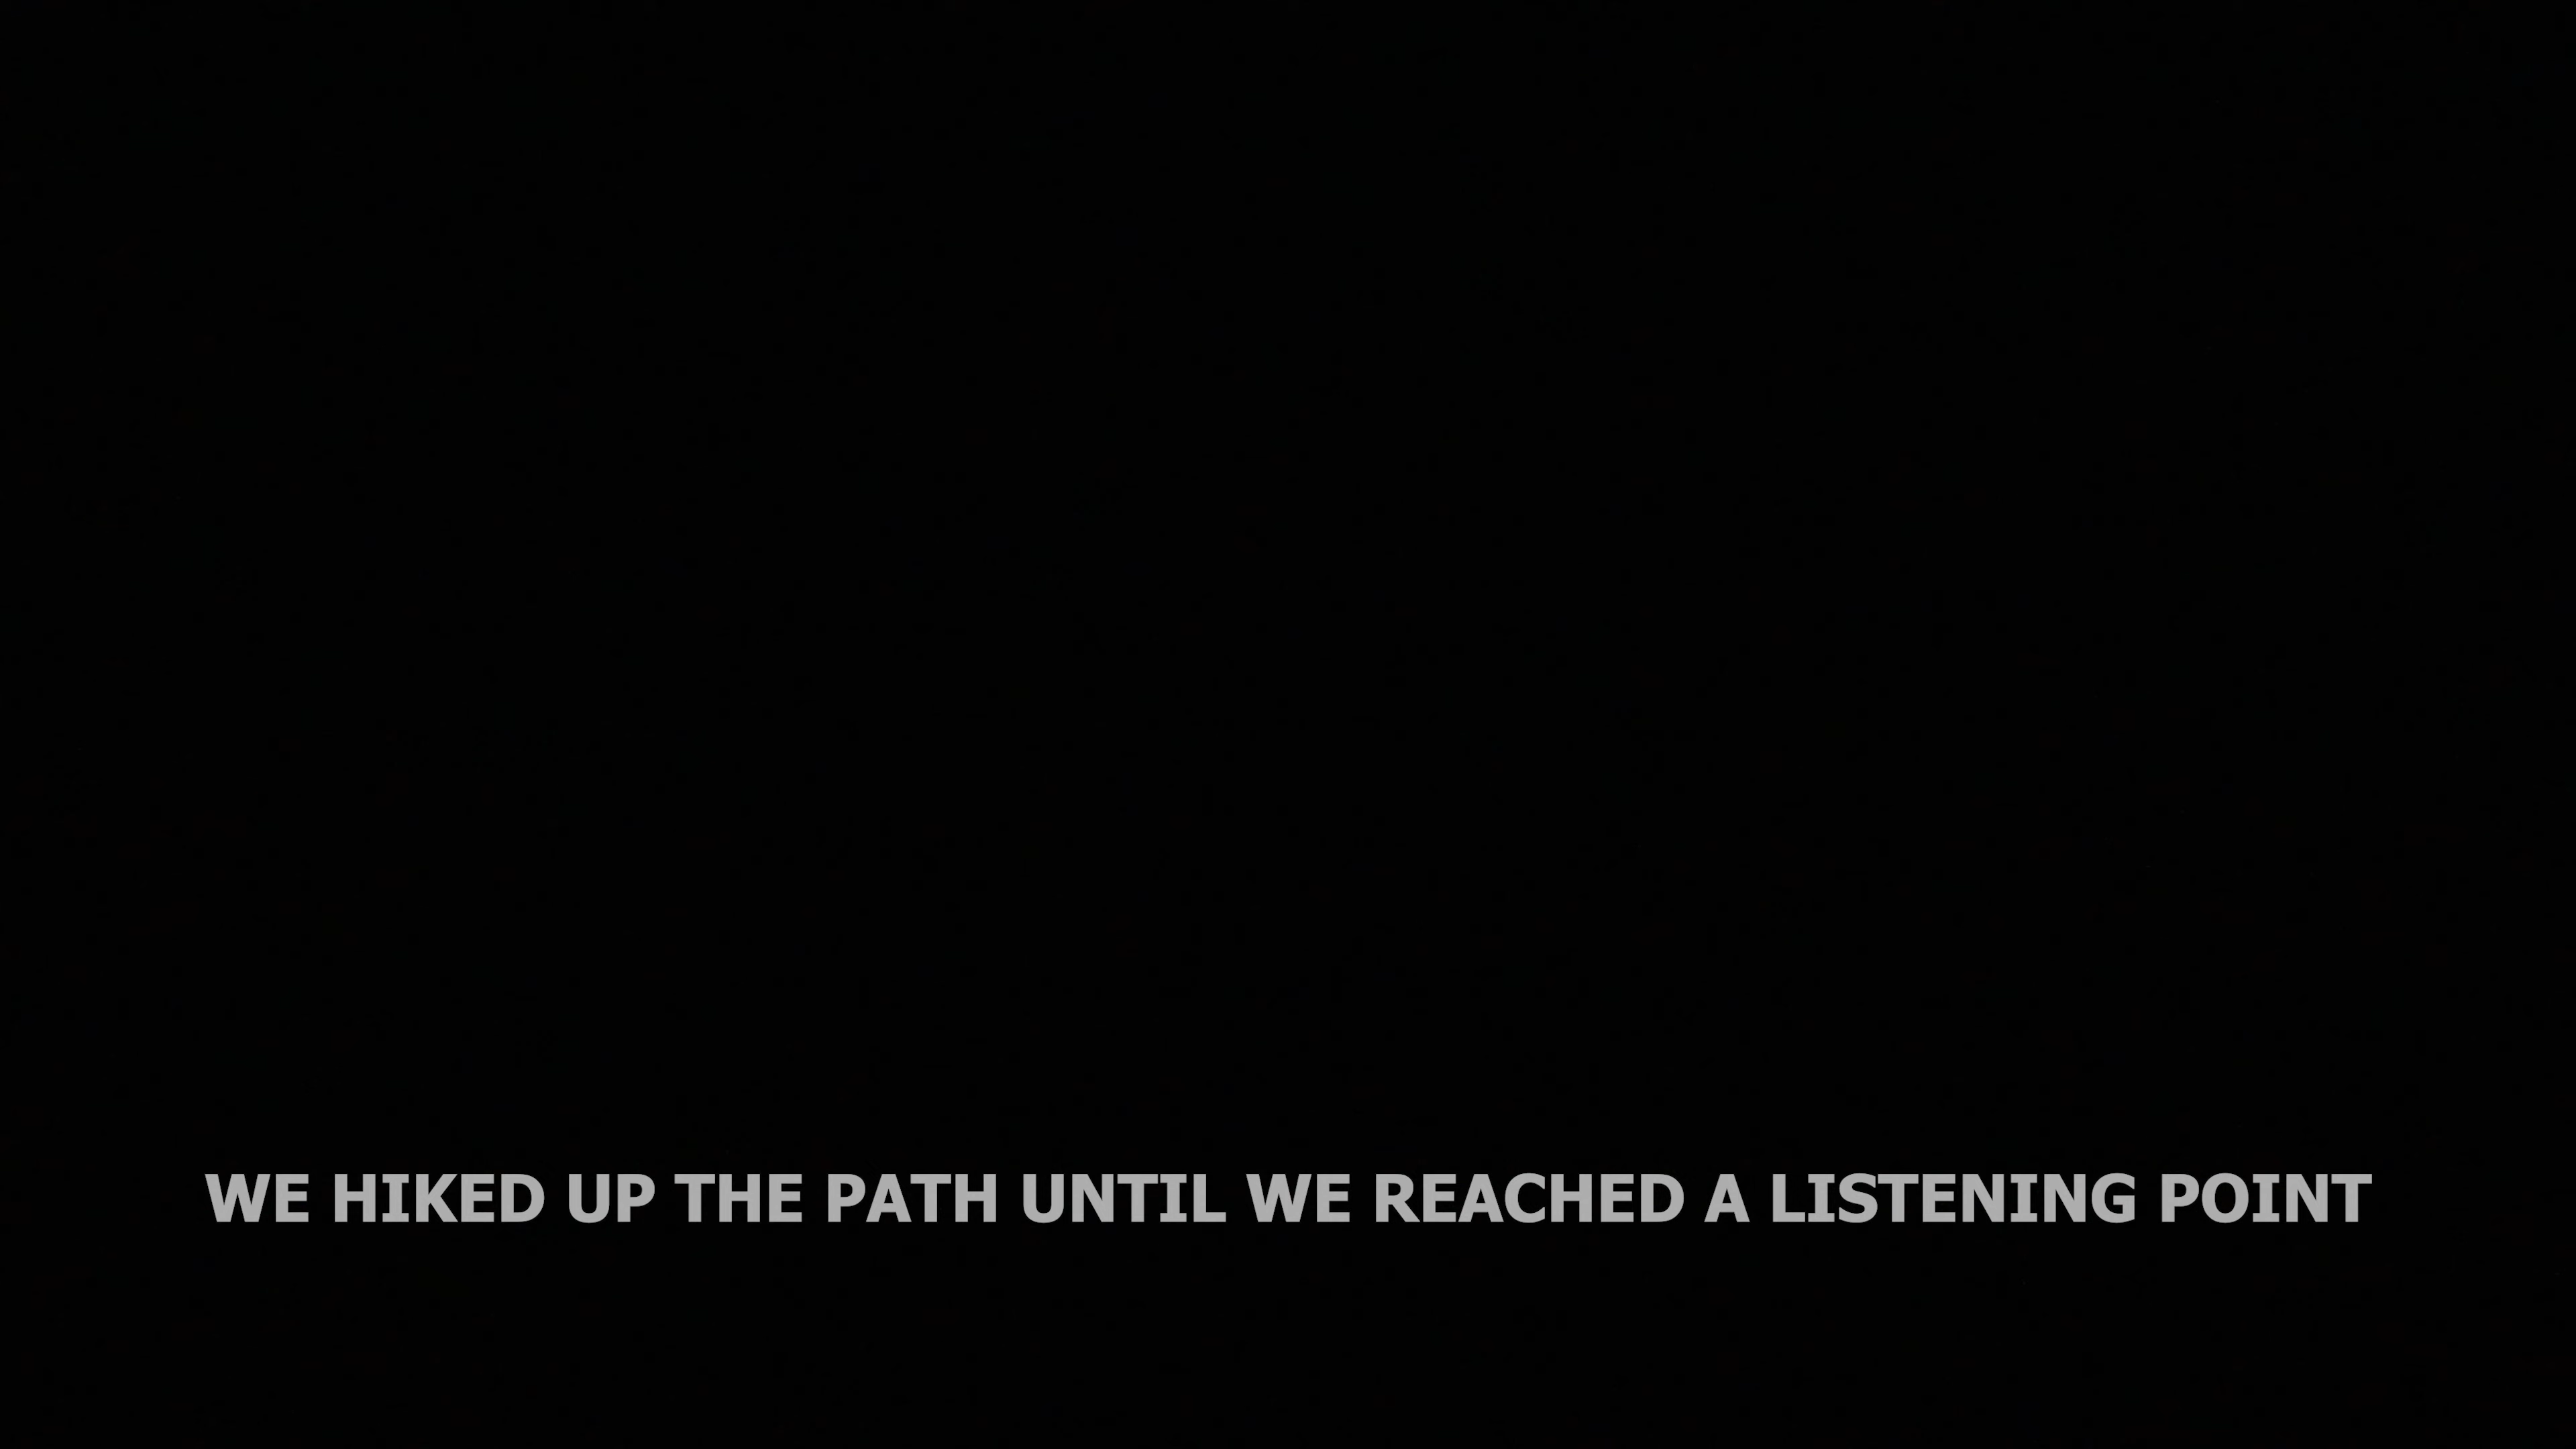 WE HIKED UP THE PATH UNTIL WE REACHED A LISTENING POINT